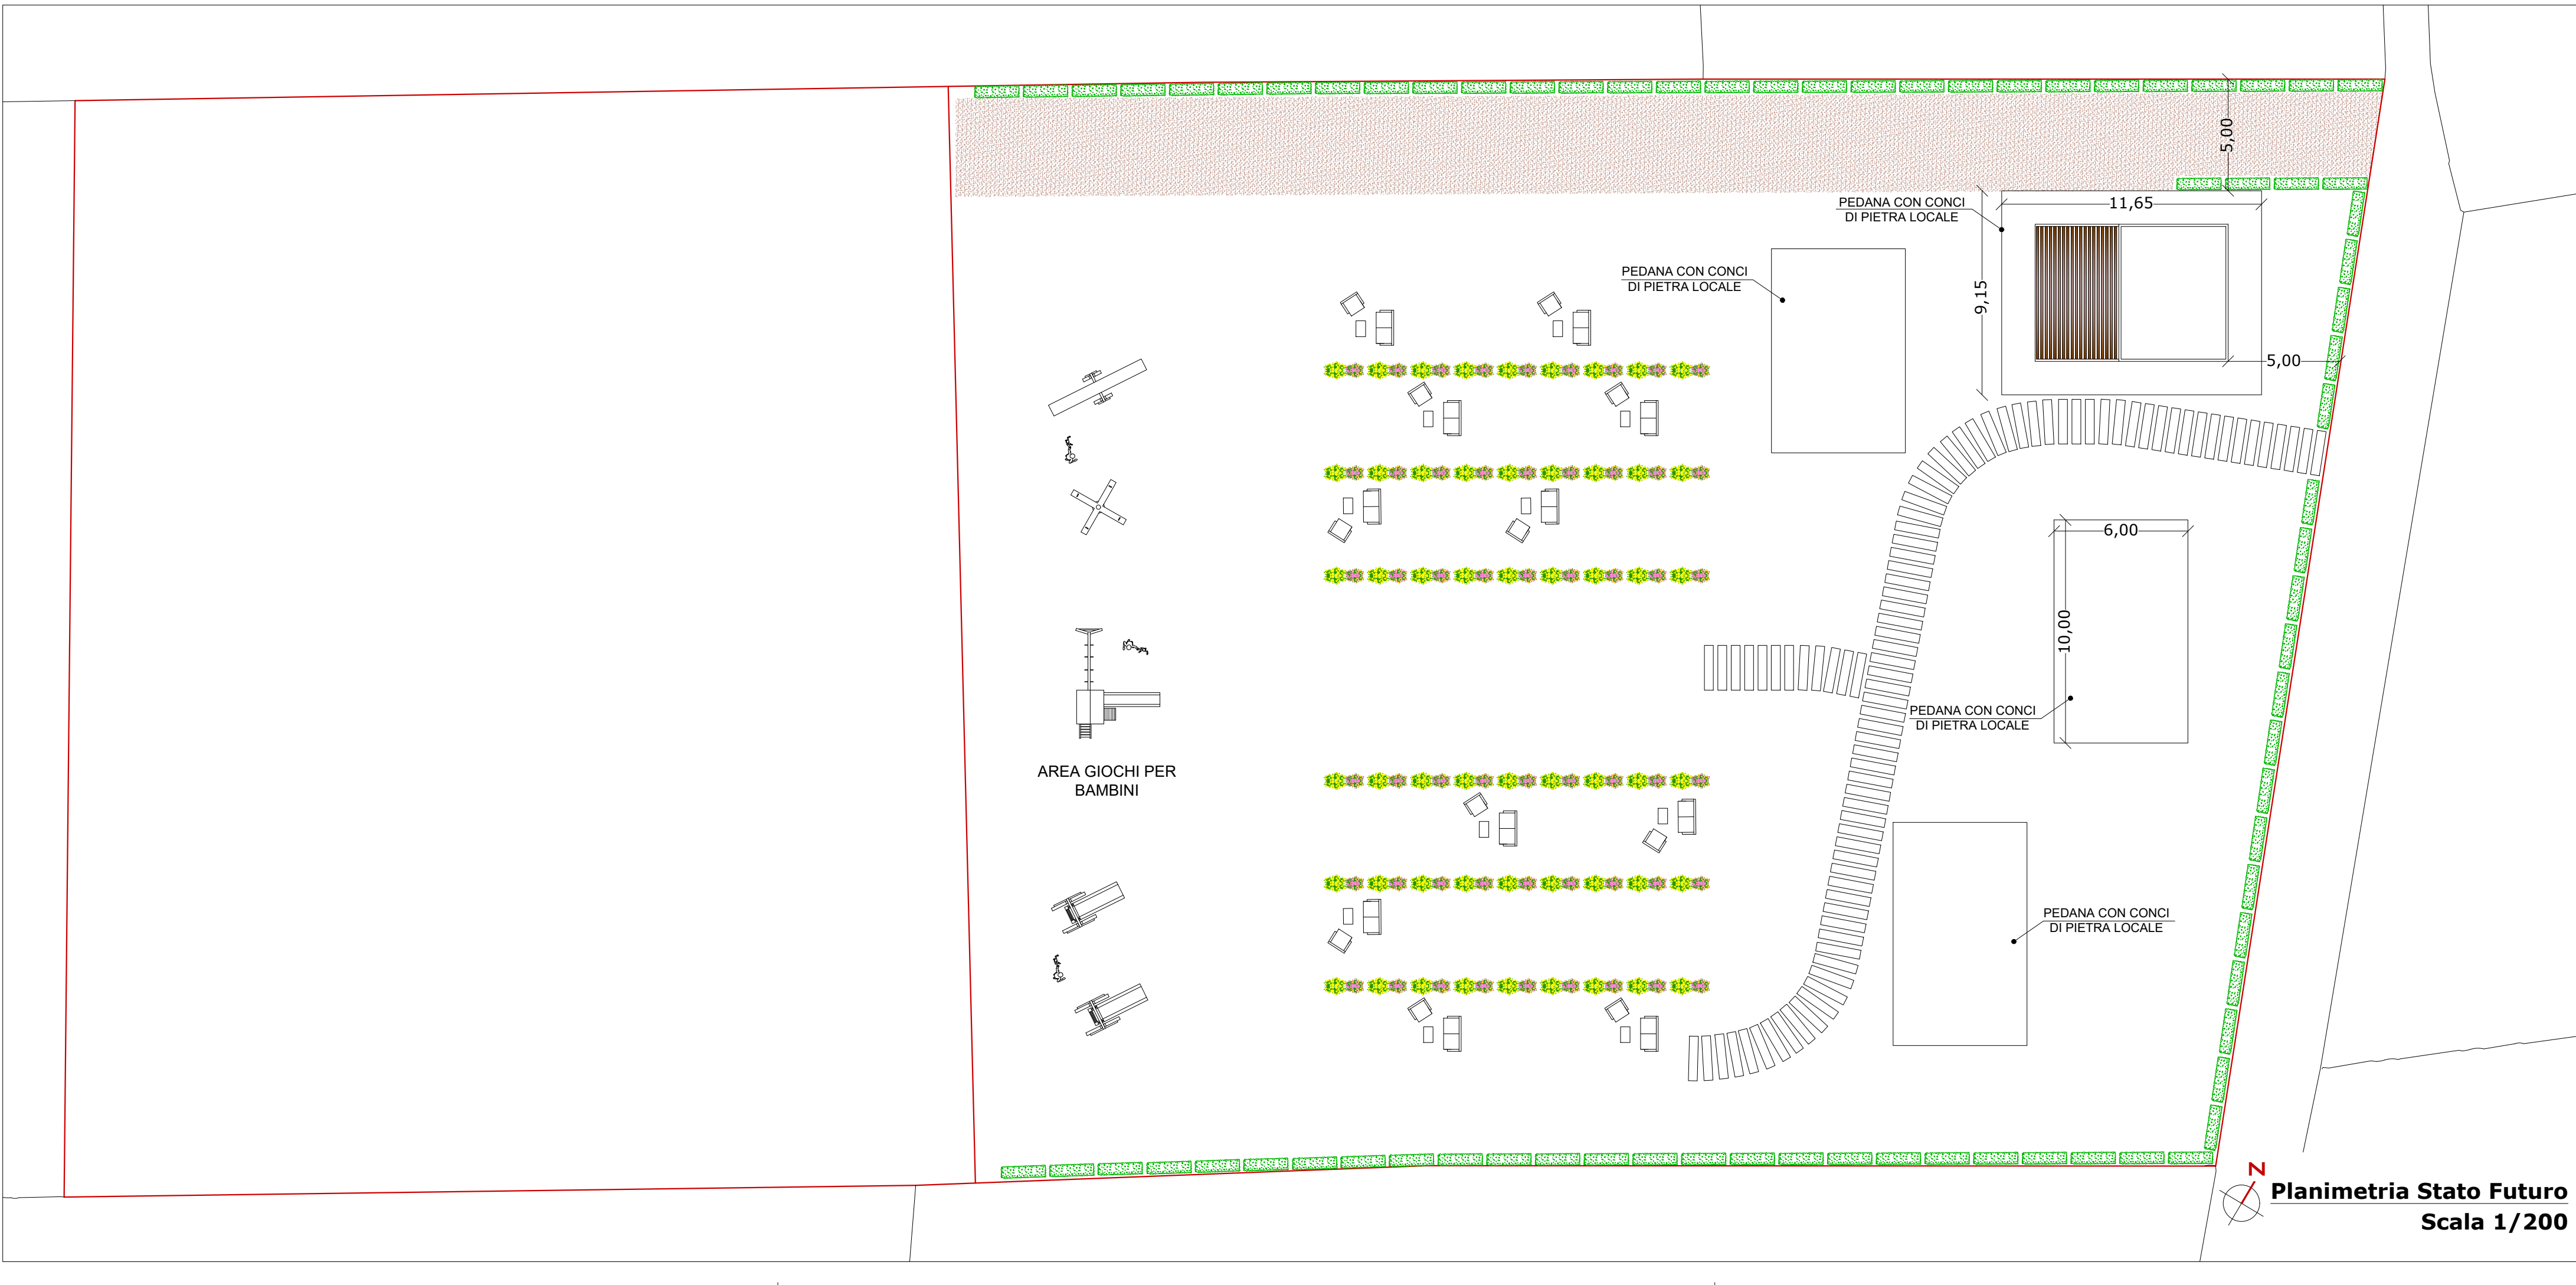 5,00
PEDANA CON CONCI
DI PIETRA LOCALE
11,65
PEDANA CON CONCI
DI PIETRA LOCALE
9,15
5,00
6,00
10,00
PEDANA CON CONCI
DI PIETRA LOCALE
AREA GIOCHI PER
BAMBINI
PEDANA CON CONCI
DI PIETRA LOCALE
N
Planimetria Stato Futuro
Scala 1/200